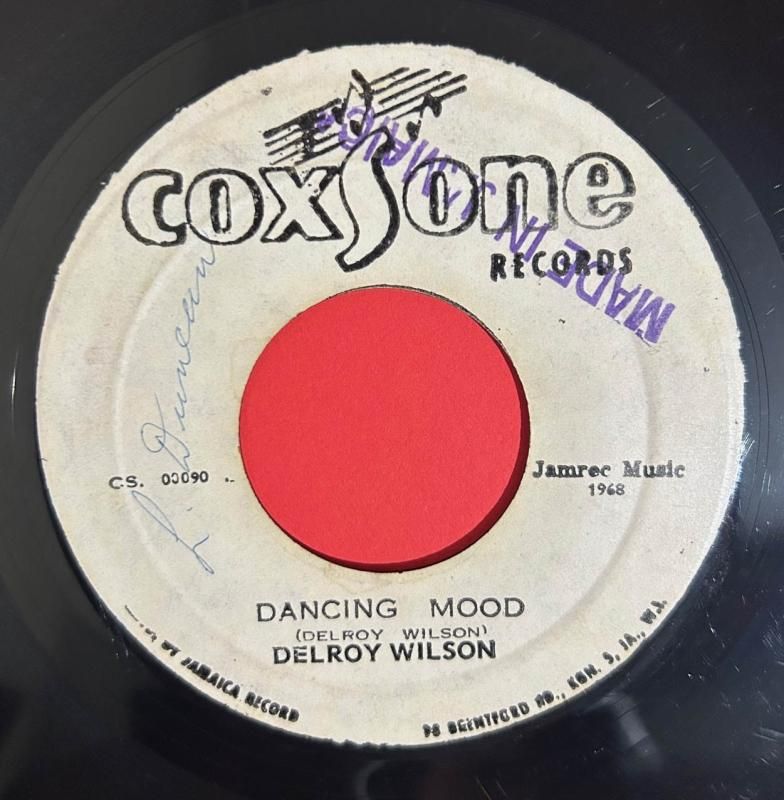 coxsone
RECORDS
MADE IN JAMAICA
L. Duncan
CS. 00090
Jamrec Music
1968
DANCING MOOD
(DELROY WILSON)
DELROY WILSON
BY JAMAICA RECORD
BRENTFORD RD., KGN. 5, JA., W.I.